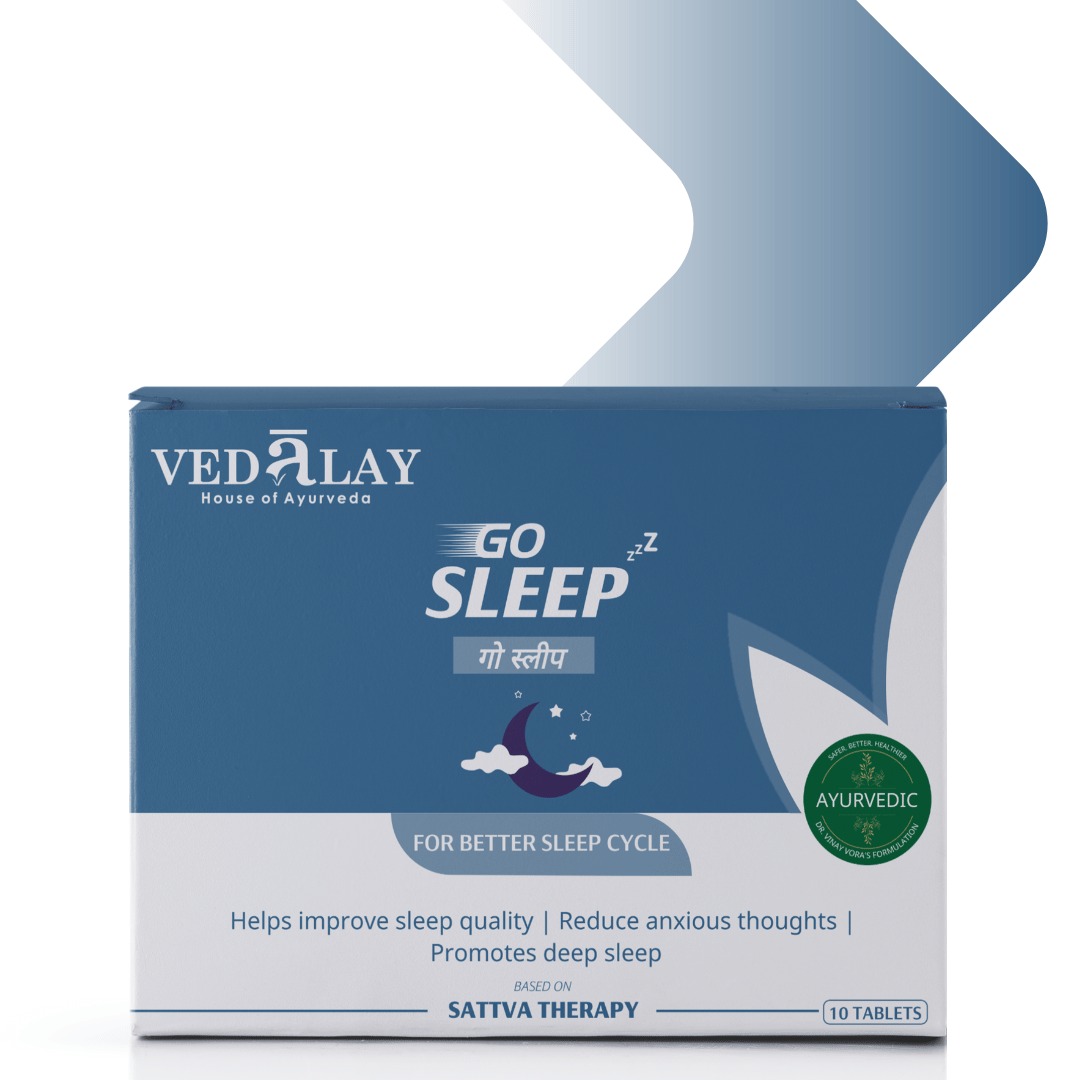 VEDāLAY
House of Ayurveda
GO
SLEEP zzZ
गो स्लीप
SAFER. BETTER. HEALTHIER
AYURVEDIC
DR. VINAY VORA'S FORMULATION
FOR BETTER SLEEP CYCLE
Helps improve sleep quality | Reduce anxious thoughts |
Promotes deep sleep
BASED ON
SATTVA THERAPY
10 TABLETS